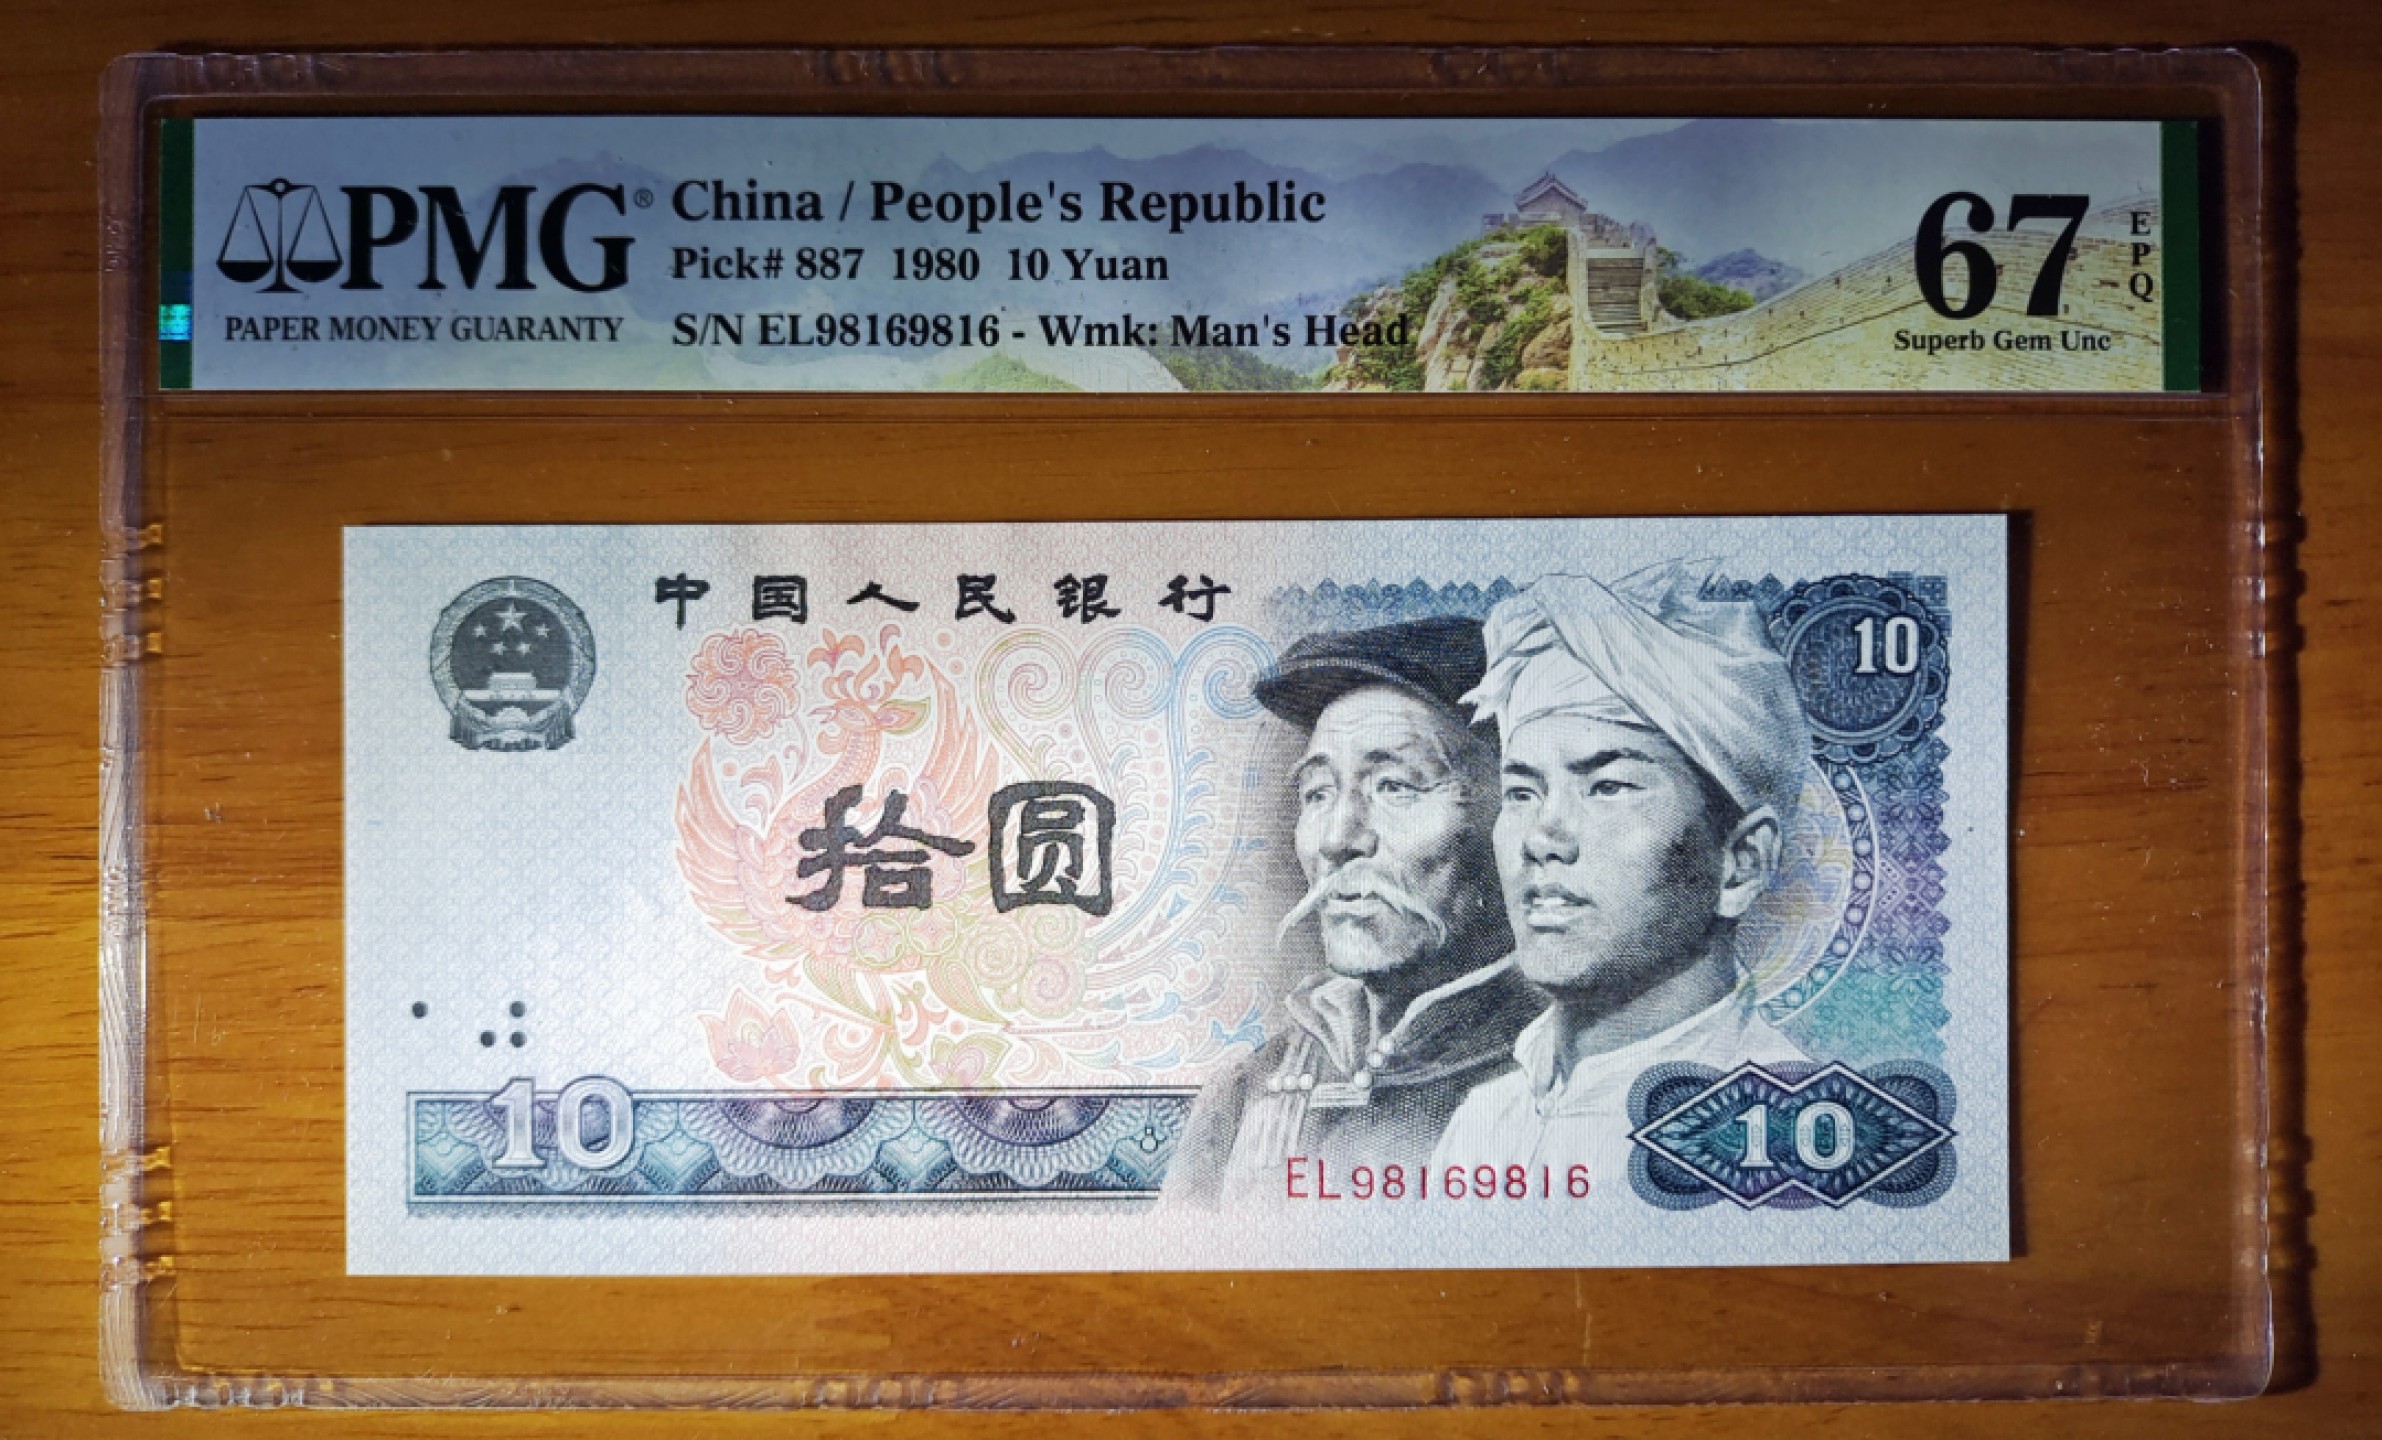 PMG®
PAPER MONEY GUARANTY
China / People's Republic
Pick# 887 1980 10 Yuan
S/N EL98169816 - Wmk: Man's Head
67
EPQ
Superb Gem Unc
中国人民银行
10
拾圆
10
EL98169816
10